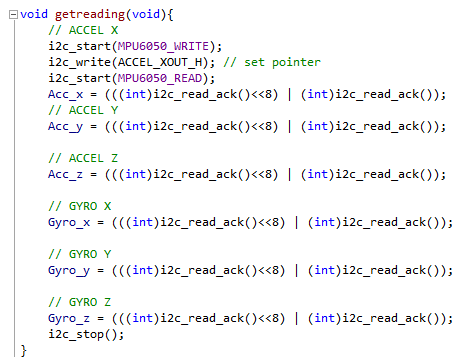 void getreading(void){
// ACCEL X
i2c_start(MPU6050_WRITE);
i2c_write(ACCEL_XOUT_H); // set pointer
i2c_start(MPU6050_READ);
Acc_x = (((int)i2c_read_ack()<<8) | (int)i2c_read_ack());
// ACCEL Y
Acc_y = (((int)i2c_read_ack()<<8) | (int)i2c_read_ack());
// ACCEL Z
Acc_z = (((int)i2c_read_ack()<<8) | (int)i2c_read_ack());
// GYRO X
Gyro_x = (((int)i2c_read_ack()<<8) | (int)i2c_read_ack());
// GYRO Y
Gyro_y = (((int)i2c_read_ack()<<8) | (int)i2c_read_ack());
// GYRO Z
Gyro_z = (((int)i2c_read_ack()<<8) | (int)i2c_read_ack());
i2c_stop();
}